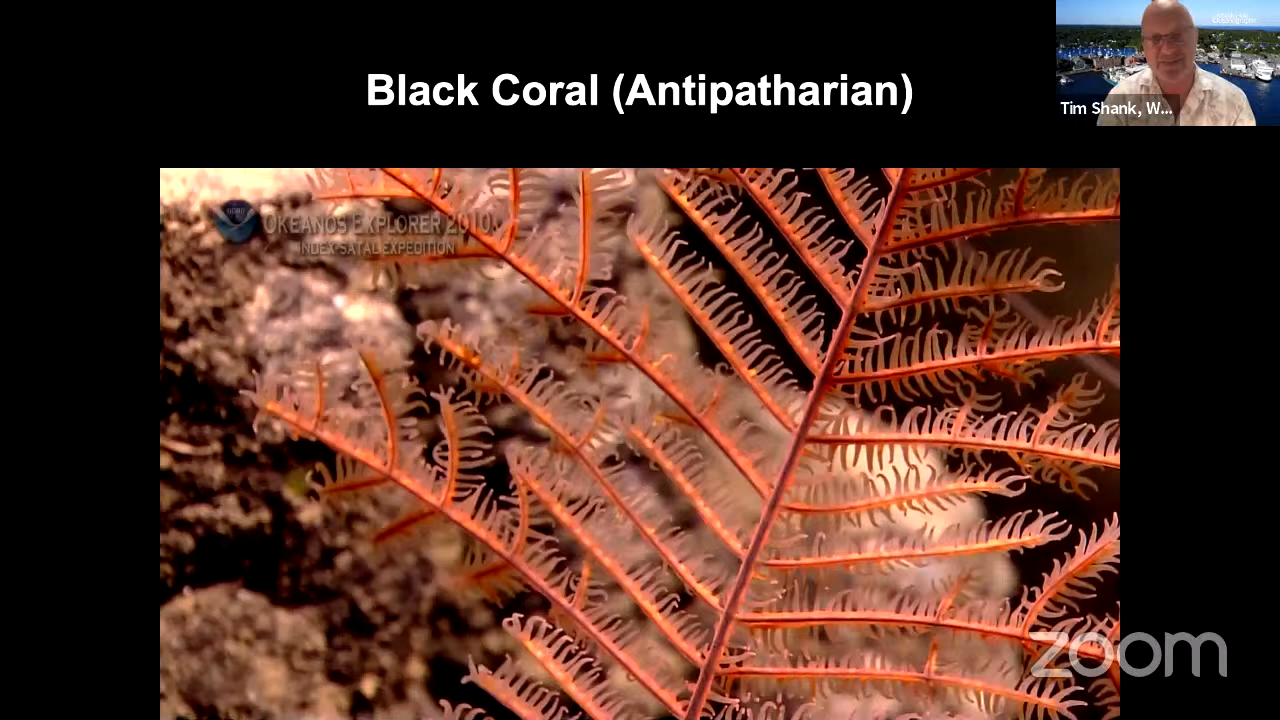 Black Coral (Antipatharian)
Tim Shank, W...
OKEANOS EXPLORER 2010
INDEX-SATAL EXPEDITION
zoom